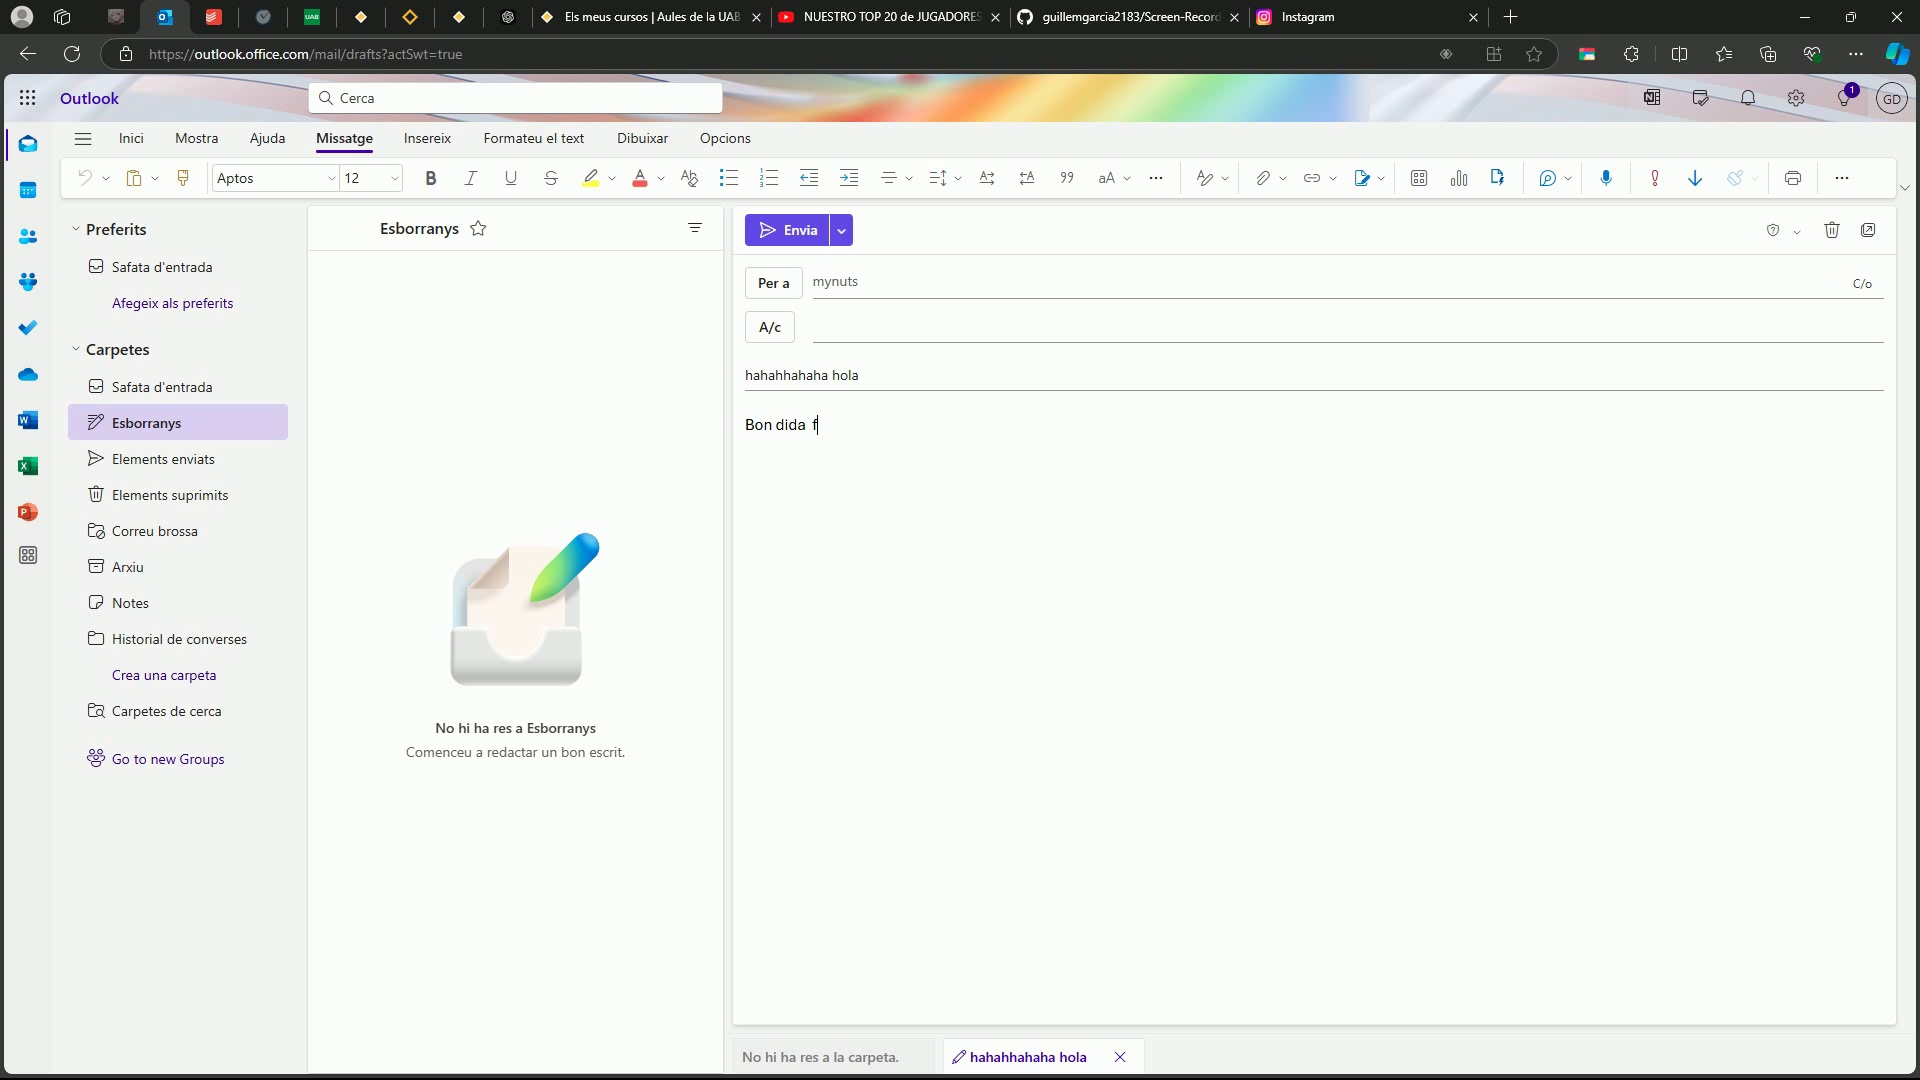 Els meus cursos | Aules de la UAB
NUESTRO TOP 20 de JUGADORES
guillemgarcia2183/Screen-Record
Instagram
https://outlook.office.com/mail/drafts?actSwt=true
Outlook
Cerca
1
GD
Inici Mostra Ajuda Missatge Insereix Formateu el text Dibuixar Opcions
Aptos 12
Preferits
Safata d'entrada
Afegeix als preferits
Carpetes
Safata d'entrada
Esborranys
Elements enviats
Elements suprimits
Correu brossa
Arxiu
Notes
Historial de converses
Crea una carpeta
Carpetes de cerca
Go to new Groups
Esborranys
No hi ha res a Esborranys
Comenceu a redactar un bon escrit.
Envia
Per a mynuts C/o
A/c
hahahhahaha hola
Bon dida f
No hi ha res a la carpeta.
hahahhahaha hola